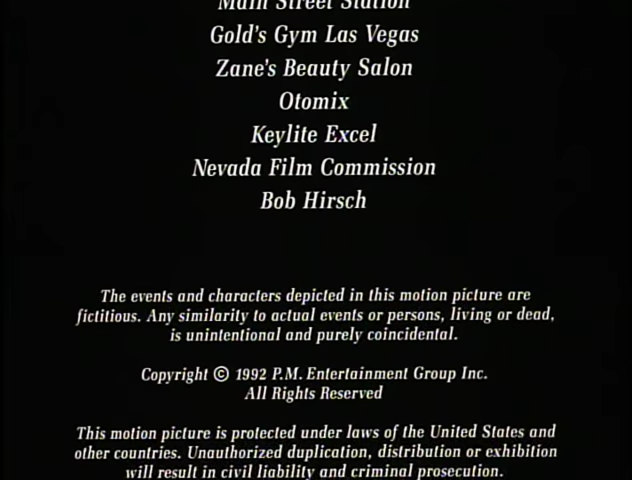 Main Street Station
Gold's Gym Las Vegas
Zane's Beauty Salon
Otomix
Keylite Excel
Nevada Film Commission
Bob Hirsch
The events and characters depicted in this motion picture are
fictitious. Any similarity to actual events or persons, living or dead,
is unintentional and purely coincidental.
Copyright © 1992 P.M. Entertainment Group Inc.
All Rights Reserved
This motion picture is protected under laws of the United States and
other countries. Unauthorized duplication, distribution or exhibition
will result in civil liability and criminal prosecution.